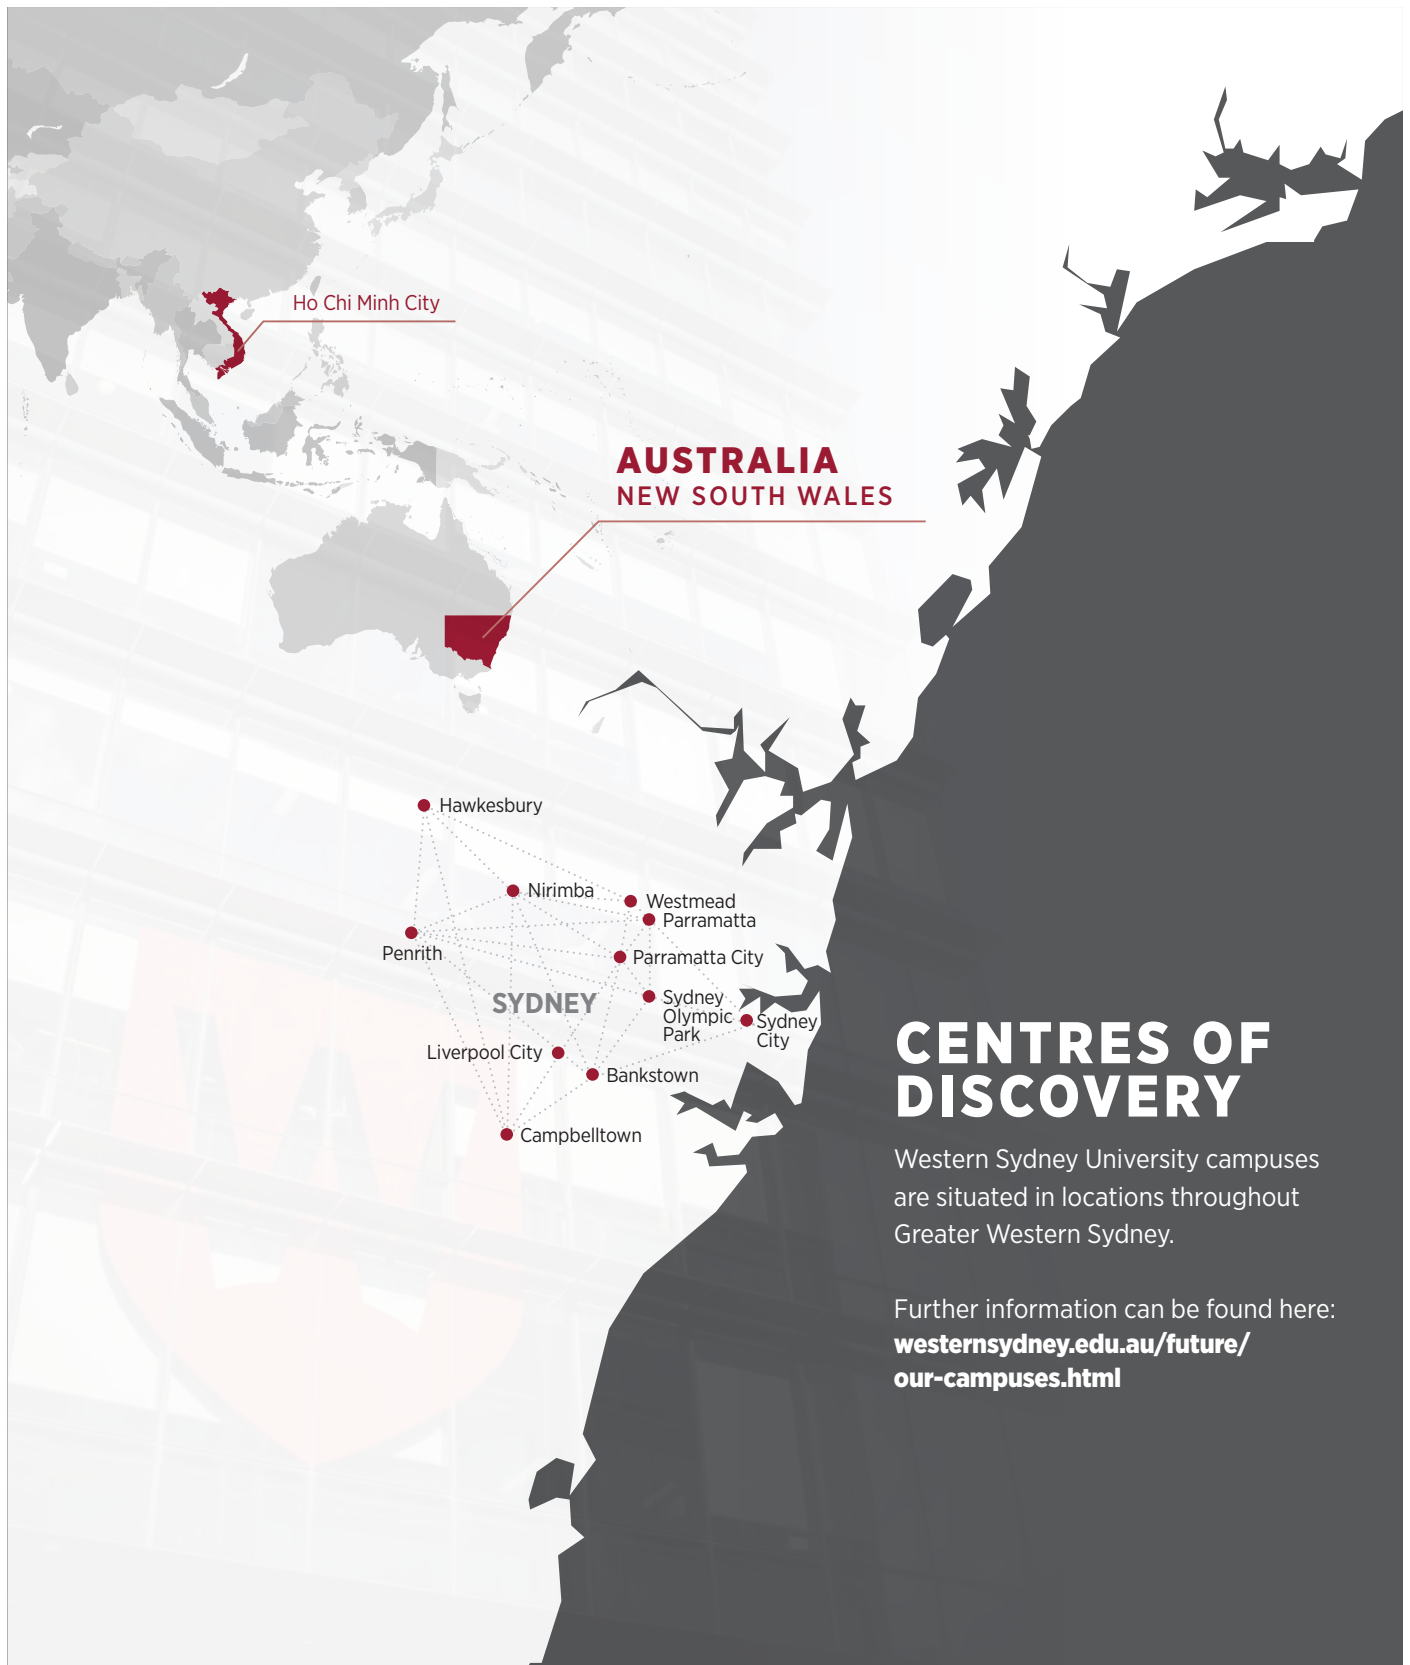 Ho Chi Minh City
AUSTRALIA
NEW SOUTH WALES
Hawkesbury
Nirimba
Westmead
Parramatta
Penrith
Parramatta City
SYDNEY
Sydney
Olympic
Park
Sydney
City
Liverpool City
Bankstown
Campbelltown
CENTRES OF
DISCOVERY
Western Sydney University campuses
are situated in locations throughout
Greater Western Sydney.
Further information can be found here:
westernsydney.edu.au/future/
our-campuses.html